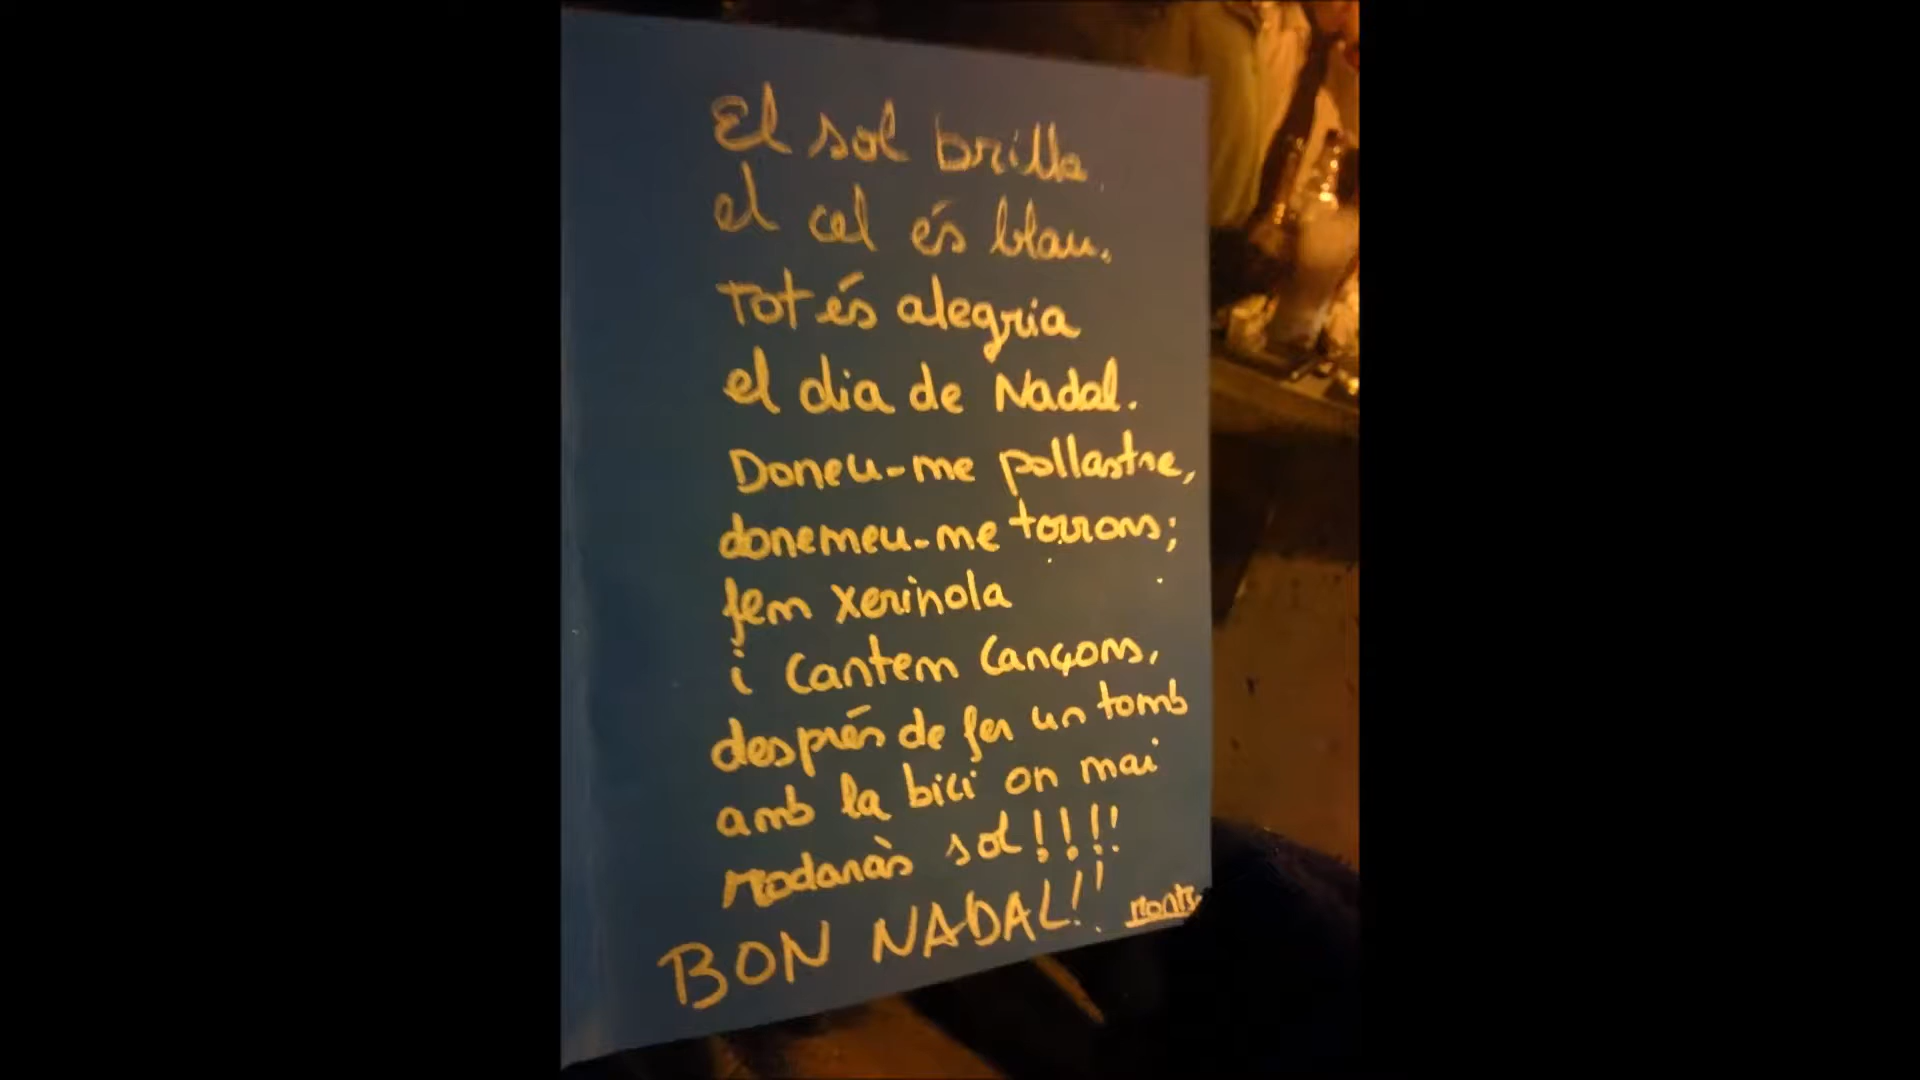 El sol brilla,
el cel és blau,
Tot és alegria
el dia de Nadal.
Doneu-me pollastre,
donemeu-me torrons;
fem xerinola
i Cantem Cançons,
després de fer un tomb
amb la bici on mai
rodaràs sol!!!!
BON NADAL!!